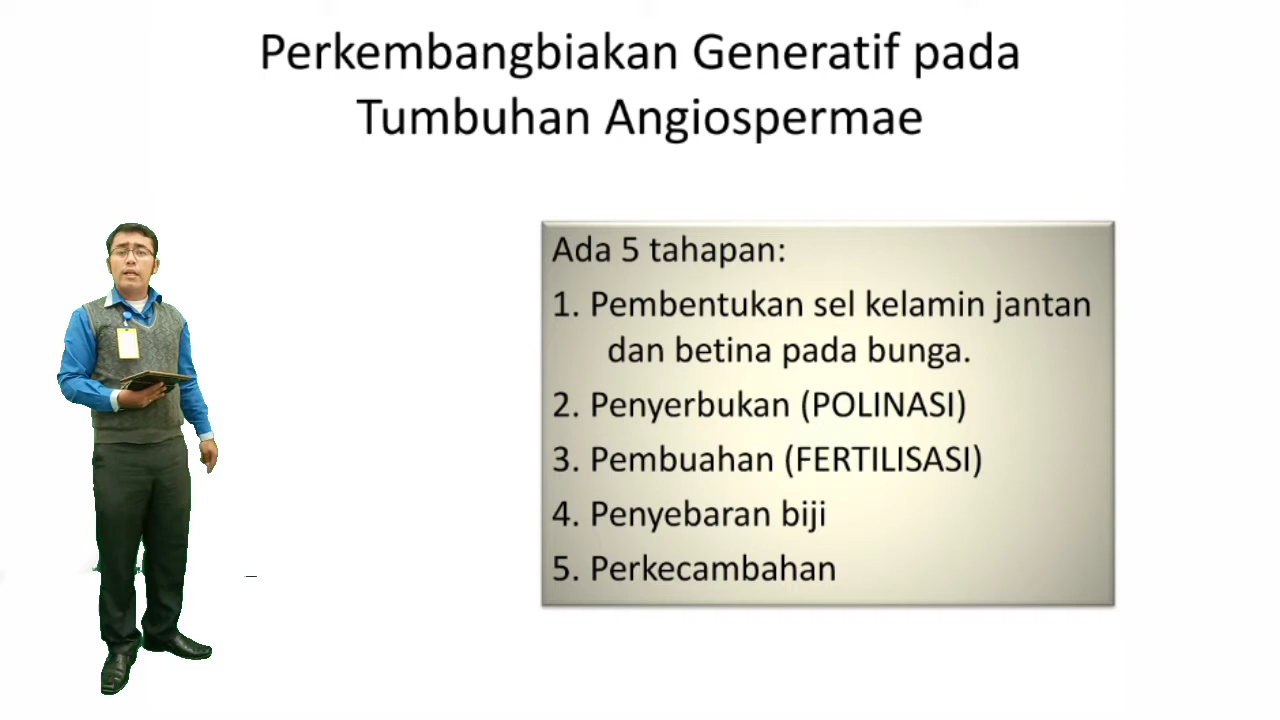 Perkembangbiakan Generatif pada
Tumbuhan Angiospermae
Ada 5 tahapan:
1. Pembentukan sel kelamin jantan
dan betina pada bunga.
2. Penyerbukan (POLINASI)
3. Pembuahan (FERTILISASI)
4. Penyebaran biji
5. Perkecambahan